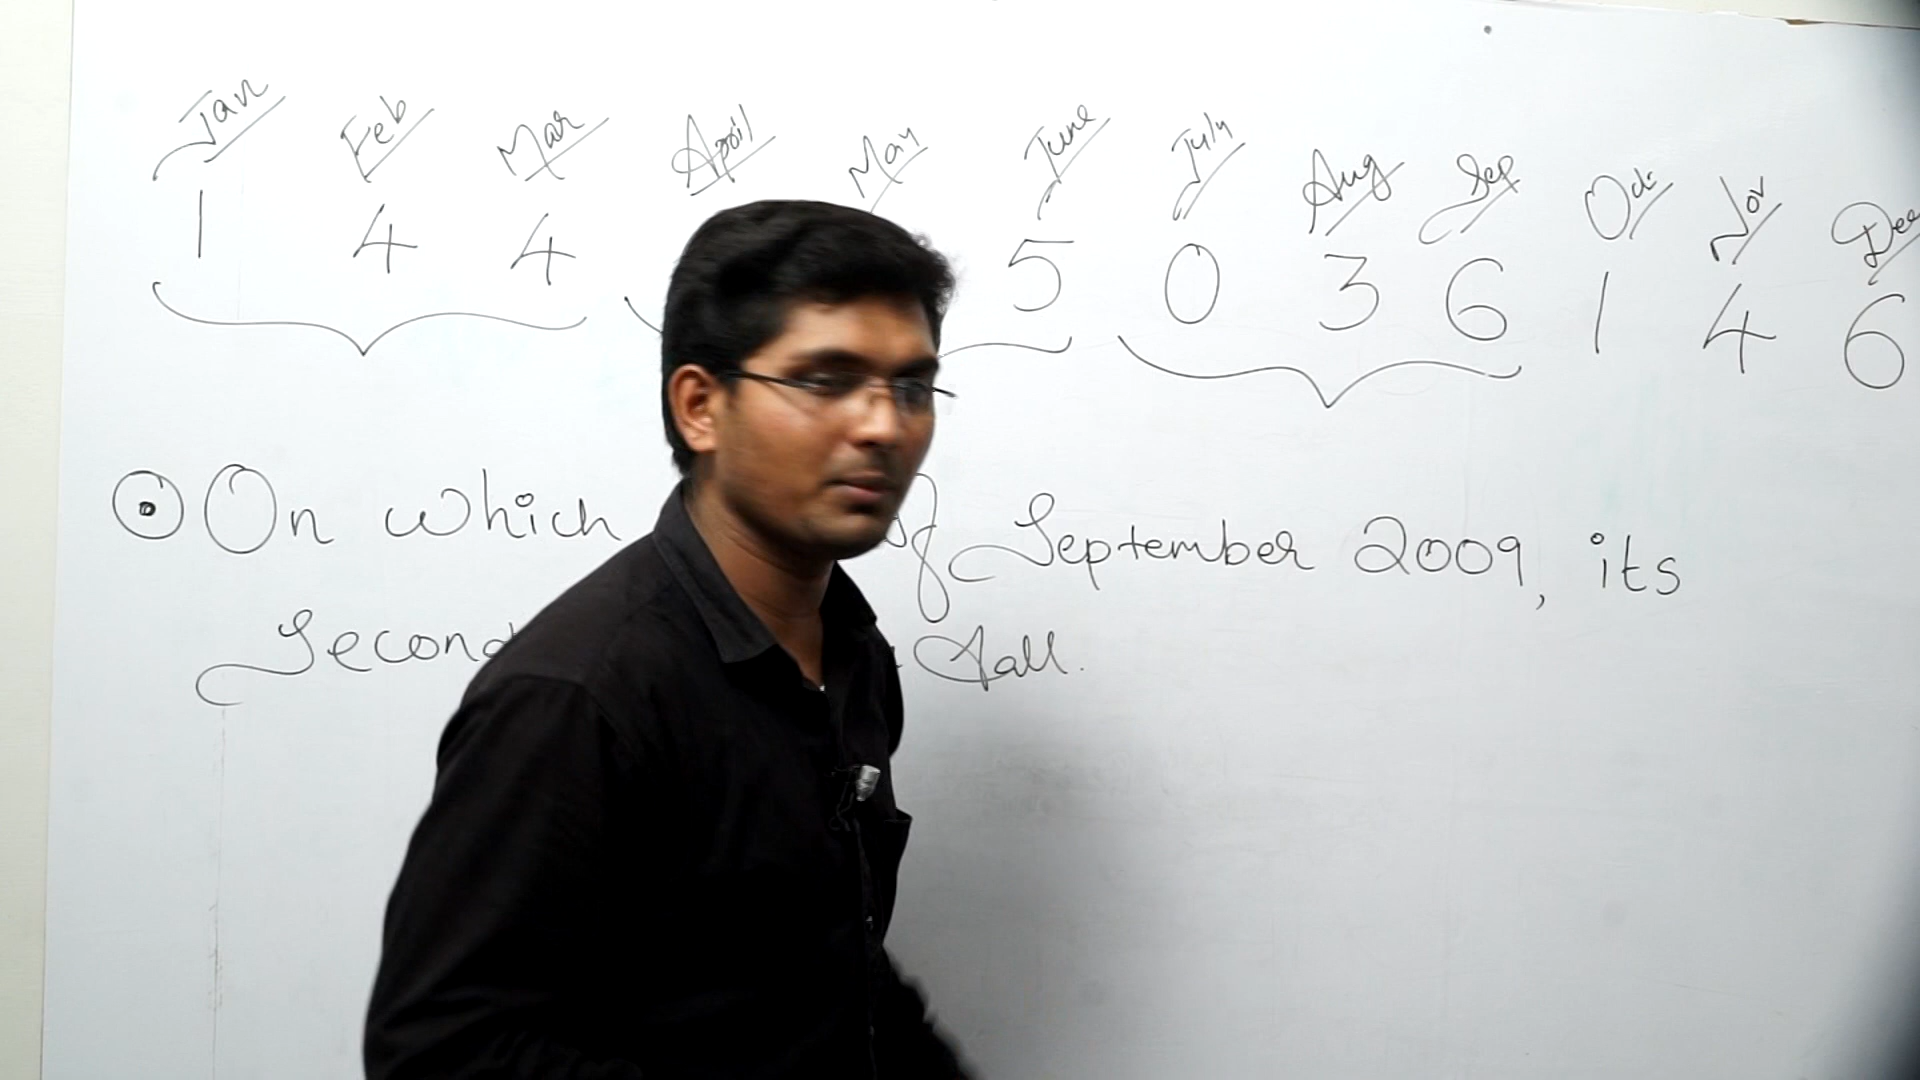 Jan Feb Mar April May June July Aug Sep Oct Nov Dec
1 4 4 5 0 3 6 1 4 6
On which of September 2009, its
Second fall.